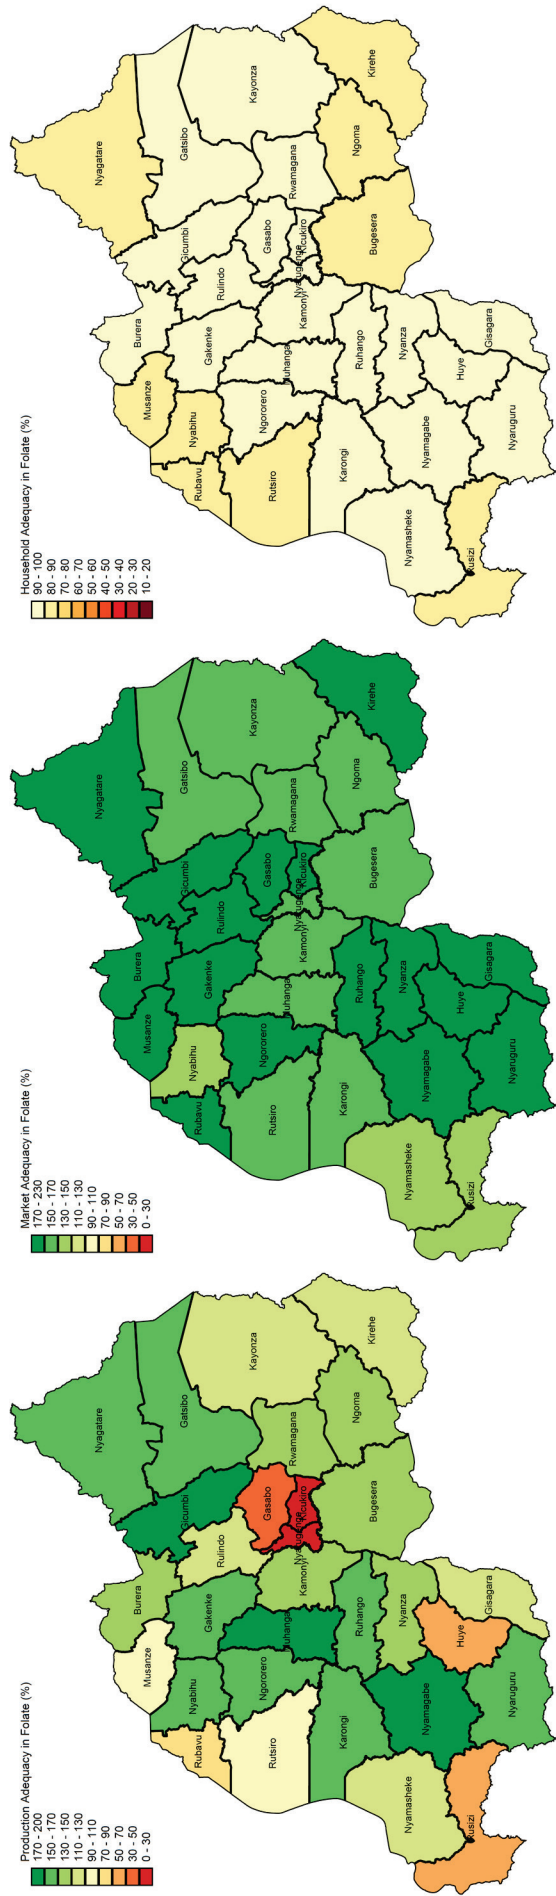 Production Adequacy in Folate (%)
170 - 200
150 - 170
130 - 150
110 - 130
90 - 110
70 - 90
50 - 70
30 - 50
0 - 30
Nyagatare
Burera
Musanze
Gicumbi
Gatsibo
Rubavu
Nyabihu
Gakenke
Rulindo
Kayonza
Rutsiro
Ngororero
Muhanga
Gasabo
Rwamagana
Nyarugenge
Kicukiro
Kamonyi
Karongi
Ruhango
Bugesera
Ngoma
Kirehe
Nyamasheke
Nyamagabe
Nyanza
Rusizi
Nyaruguru
Huye
Gisagara
Market Adequacy in Folate (%)
170 - 230
150 - 170
130 - 150
110 - 130
90 - 110
70 - 90
50 - 70
30 - 50
0 - 30
Nyagatare
Burera
Musanze
Gicumbi
Gatsibo
Rubavu
Nyabihu
Gakenke
Rulindo
Kayonza
Rutsiro
Ngororero
Muhanga
Gasabo
Rwamagana
Nyarugenge
Kicukiro
Kamonyi
Karongi
Ruhango
Bugesera
Ngoma
Kirehe
Nyamasheke
Nyamagabe
Nyanza
Rusizi
Nyaruguru
Huye
Gisagara
Household Adequacy in Folate (%)
90 - 100
80 - 90
70 - 80
60 - 70
50 - 60
40 - 50
30 - 40
20 - 30
10 - 20
Nyagatare
Burera
Musanze
Gicumbi
Gatsibo
Rubavu
Nyabihu
Gakenke
Rulindo
Kayonza
Rutsiro
Ngororero
Muhanga
Gasabo
Rwamagana
Nyarugenge
Kicukiro
Kamonyi
Karongi
Ruhango
Bugesera
Ngoma
Kirehe
Nyamasheke
Nyamagabe
Nyanza
Rusizi
Nyaruguru
Huye
Gisagara